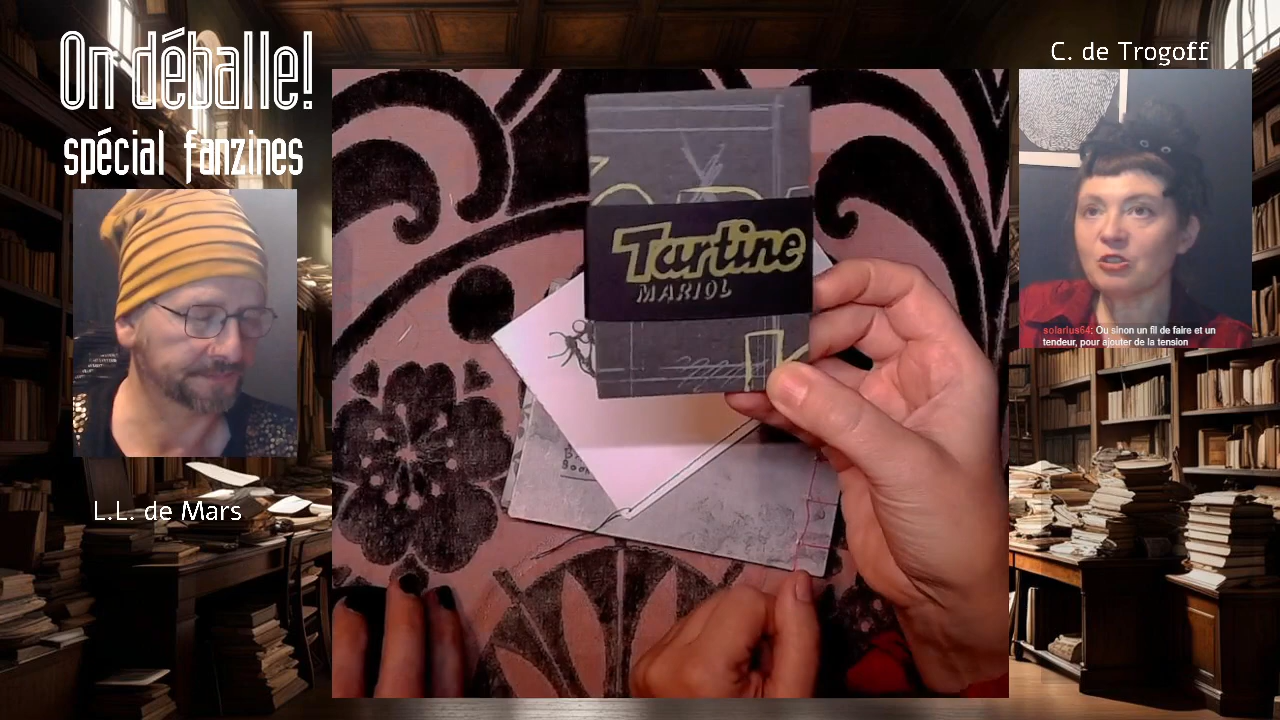 On déballe!
spécial fanzines
C. de Trogoff
Tartine
MARIOL
solarius64: Ou sinon un fil de faire et un
tendeur, pour ajouter de la tension
L.L. de Mars